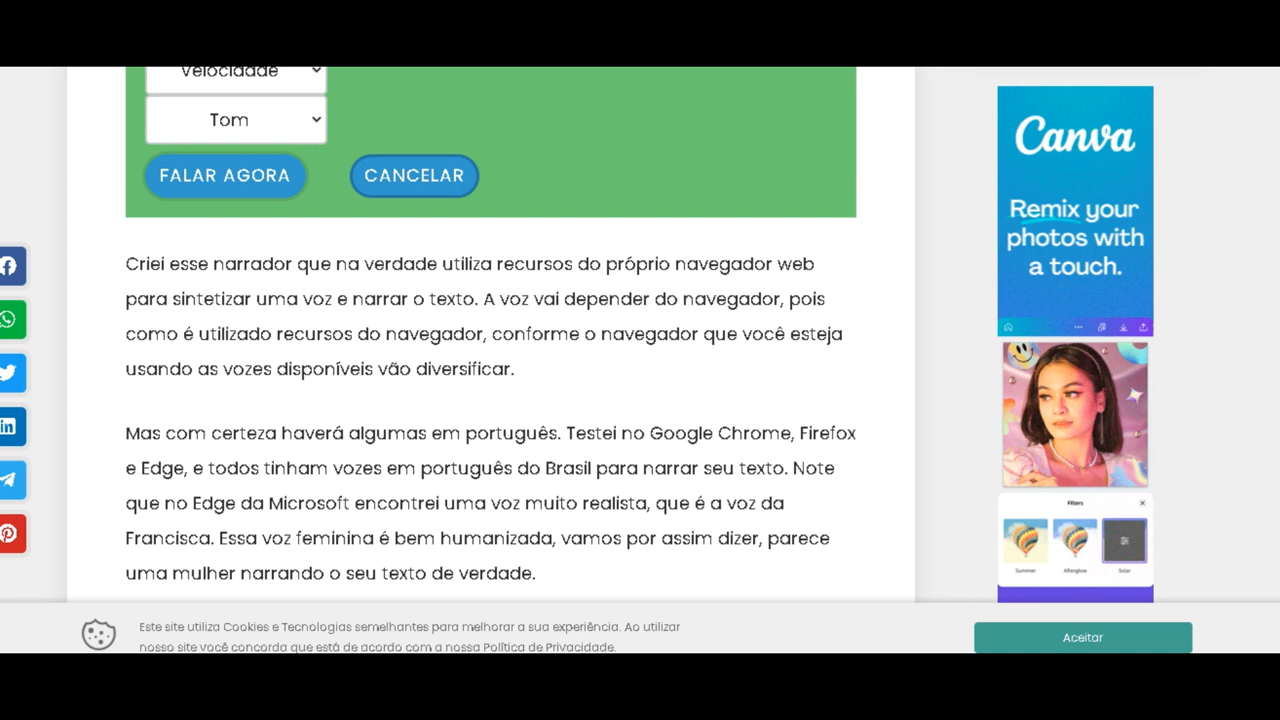 Velocidade
Tom
FALAR AGORA
CANCELAR
Criei esse narrador que na verdade utiliza recursos do próprio navegador web
para sintetizar uma voz e narrar o texto. A voz vai depender do navegador, pois
como é utilizado recursos do navegador, conforme o navegador que você esteja
usando as vozes disponíveis vão diversificar.
Mas com certeza haverá algumas em português. Testei no Google Chrome, Firefox
e Edge, e todos tinham vozes em português do Brasil para narrar seu texto. Note
que no Edge da Microsoft encontrei uma voz muito realista, que é a voz da
Francisca. Essa voz feminina é bem humanizada, vamos por assim dizer, parece
uma mulher narrando o seu texto de verdade.
Canva
Remix your
photos with
a touch.
Filters
Summer
Afterglow
Solar
Este site utiliza Cookies e Tecnologias semelhantes para melhorar a sua experiência. Ao utilizar
nosso site você concorda que está de acordo com a nossa Política de Privacidade.
Aceitar